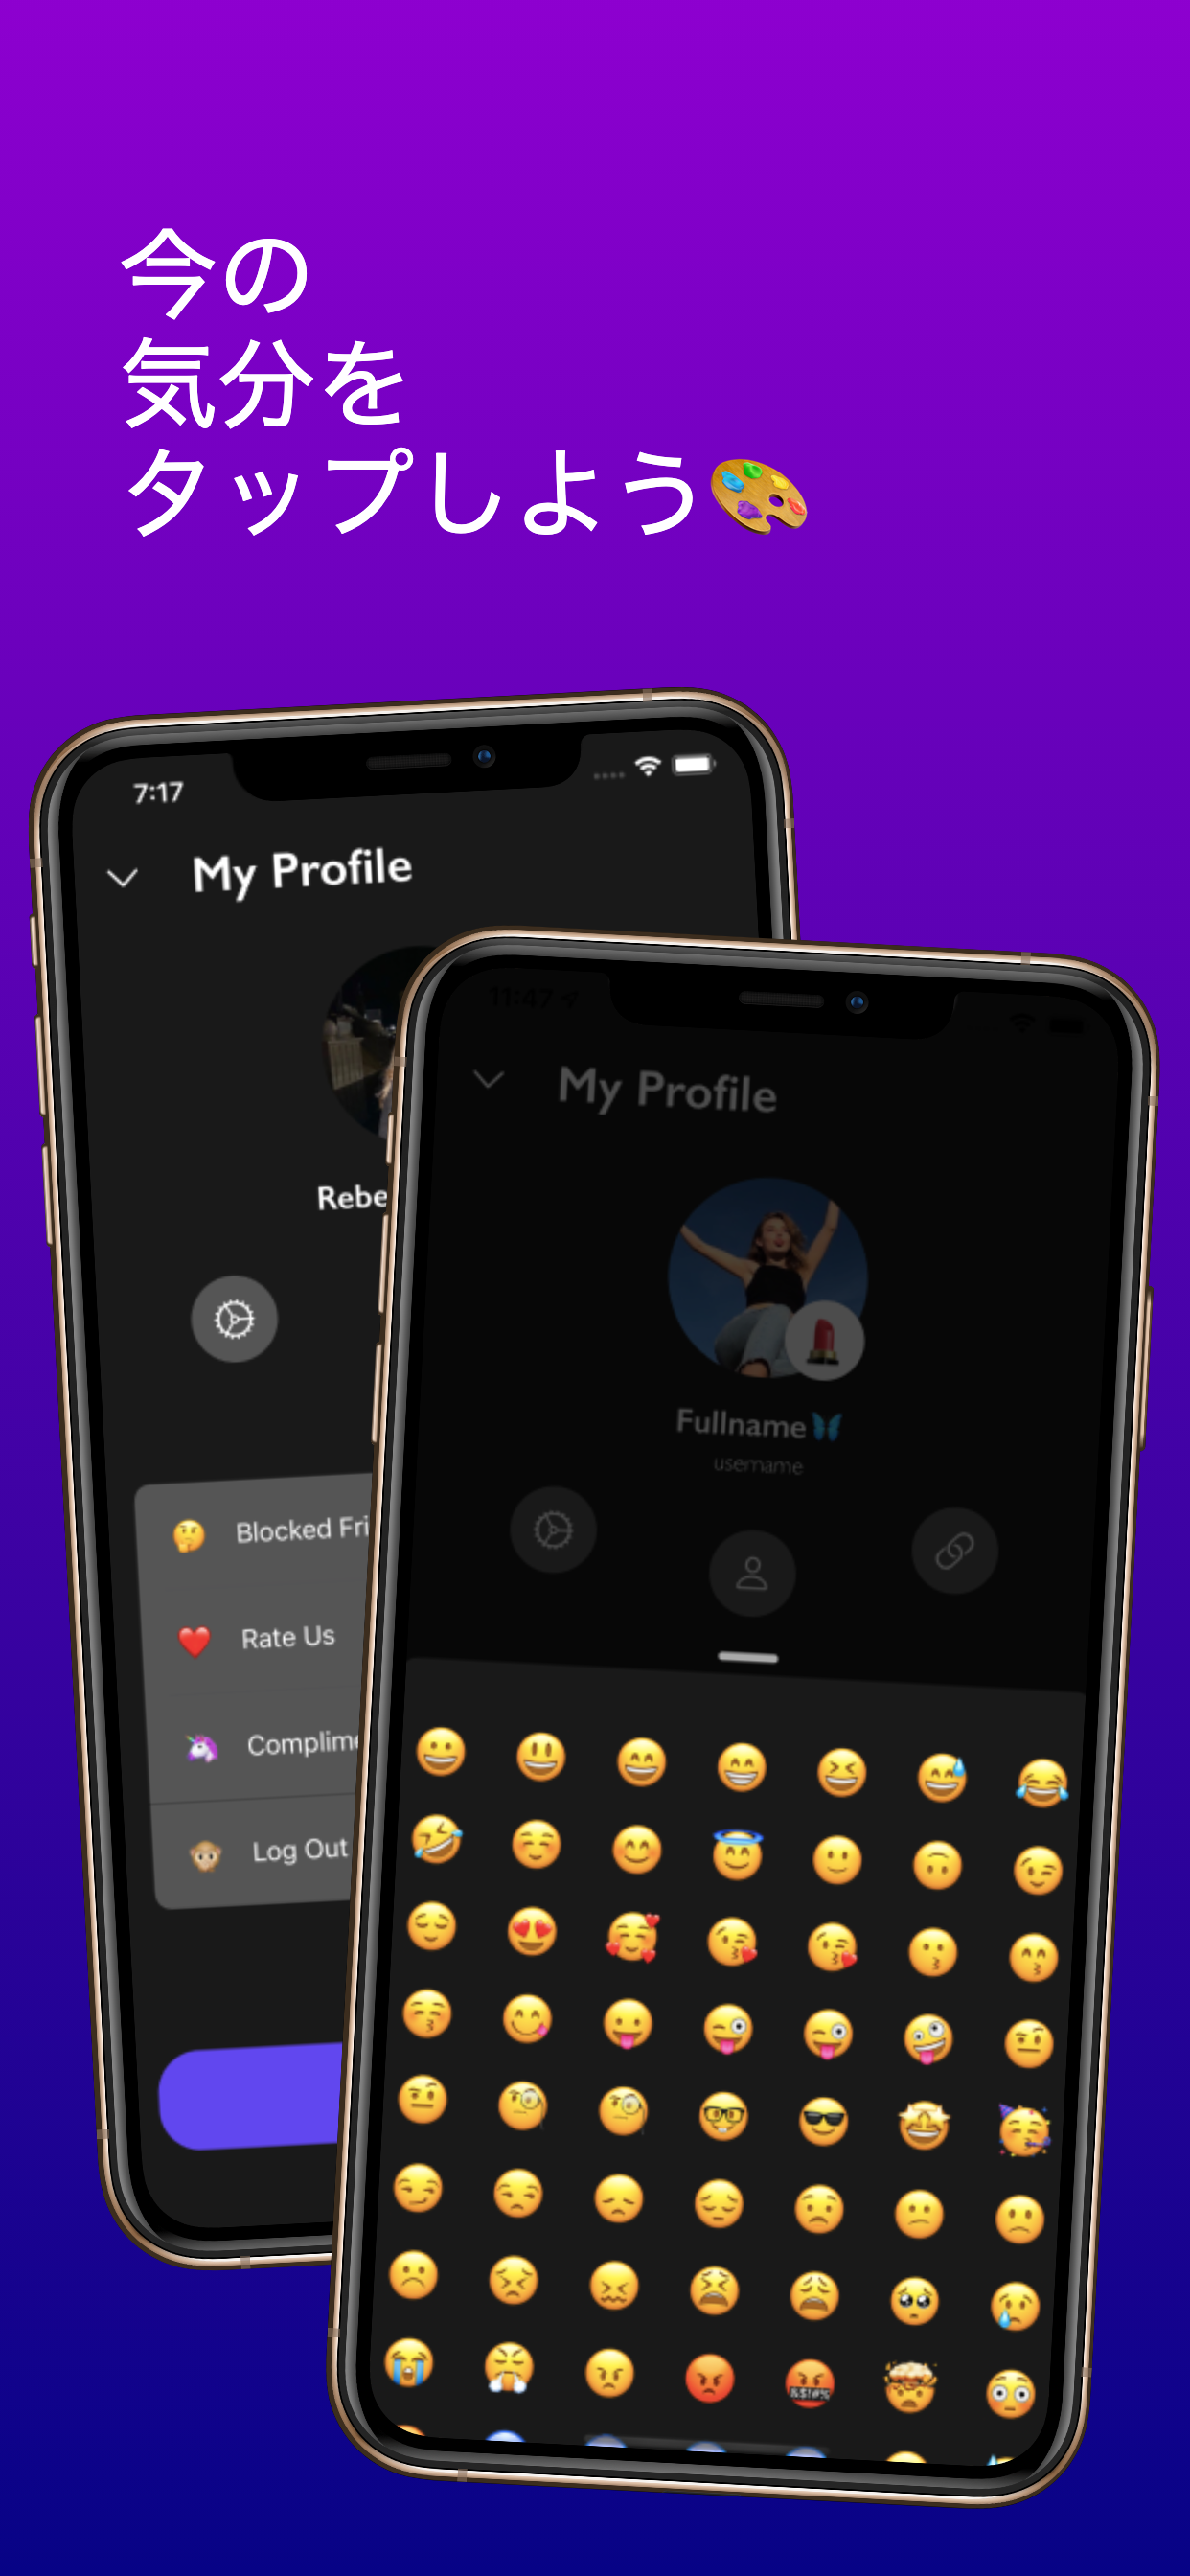 今の
気分を
タップしよう🎨
7:17
My Profile
Rebe
Blocked Fri
Rate Us
Complime
Log Out
11:47
My Profile
Fullname🦋
username